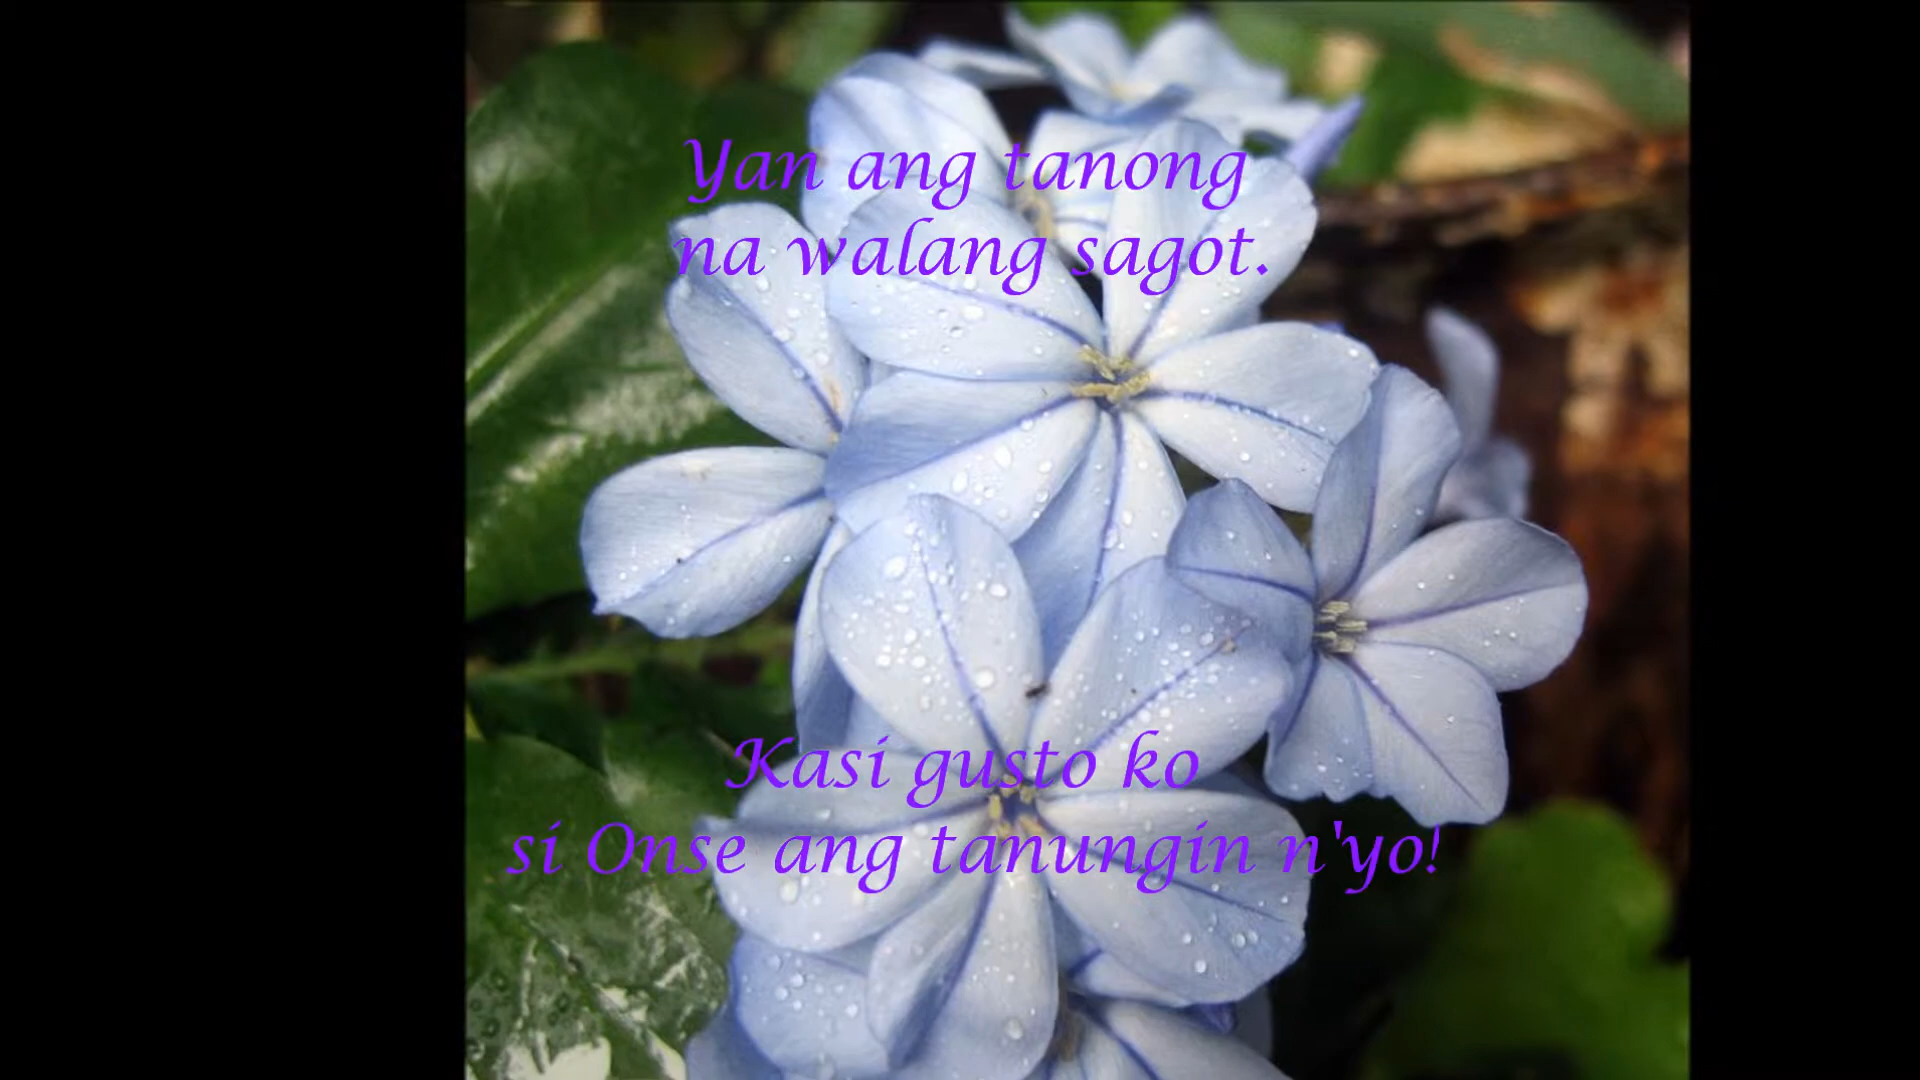 Yan ang tanong
na walang sagot.
Kasi gusto ko
si Onse ang tanungin n'yo!